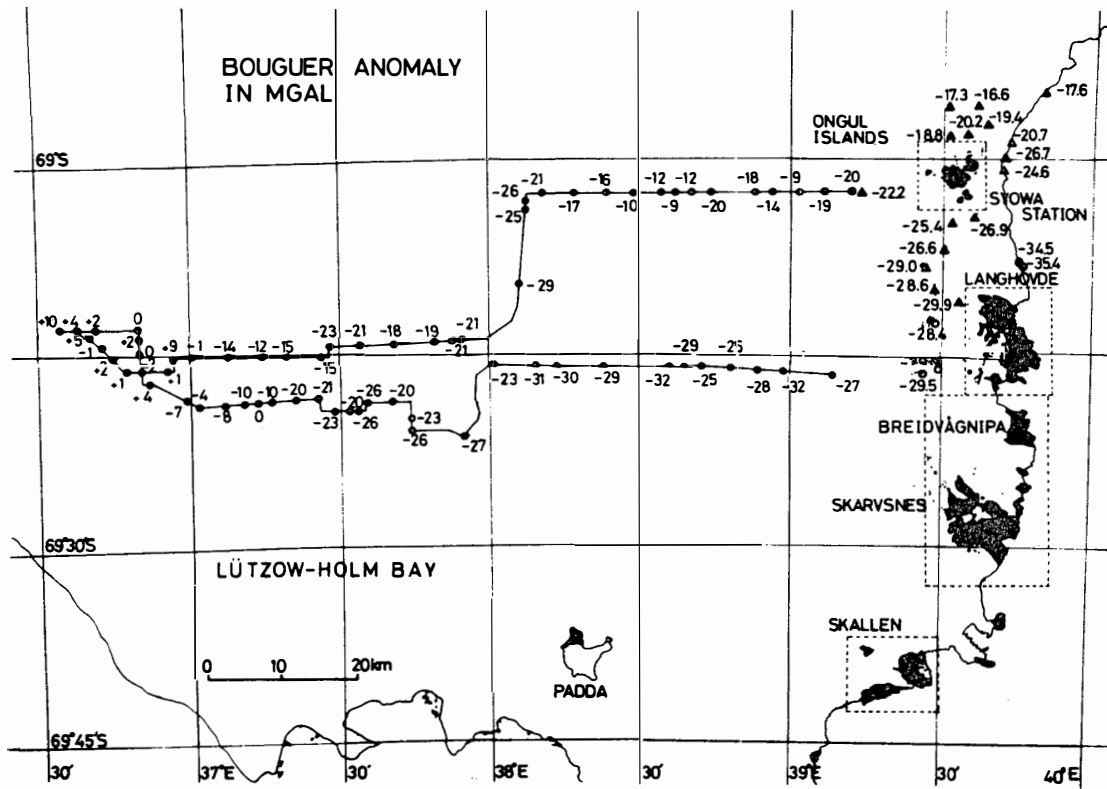 BOUGUER ANOMALY
IN MGAL
-17.6
-17.3 -16.6
ONGUL
ISLANDS
-18.8 -20.2 -19.4
-20.7
69°S
-26.7
-24.6
-26 -21 -16 -12 -12 -18 -9 -20 -22.2
-25 -17 -10 -9 -20 -14 -19
SYOWA
STATION
-25.4 -26.9
-26.6
-34.5
-29.0 -35.4
-28.6 LANGHOVDE
-29
-29.9
+10 +4 +2 0
+5 +2
-23 -21 -18 -19 -21
-21
-28.4
-1 0 +9 -1 -14 -12 -15
-15
+1 +1
+4
-29 -25
-23 -31 -30 -29 -32 -25 -28 -32 -27
-29.5
-7 -4 -8 -10 0 -10 -20 -21
-23 -20 -26 -26 -20
-23
-26 -27
BREIDVÅGNIPA
SKARVSNES
69°30'S
LÜTZOW-HOLM BAY
SKALLEN
0 10 20km
PADDA
69°45'S
30' 37°E 30' 38°E 30' 39°E 30' 40°E